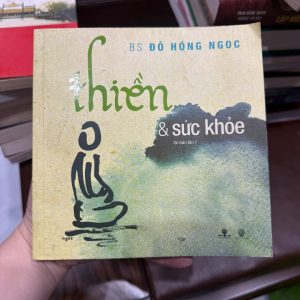 BS ĐỖ HỒNG NGỌC
thiền
& sức khỏe